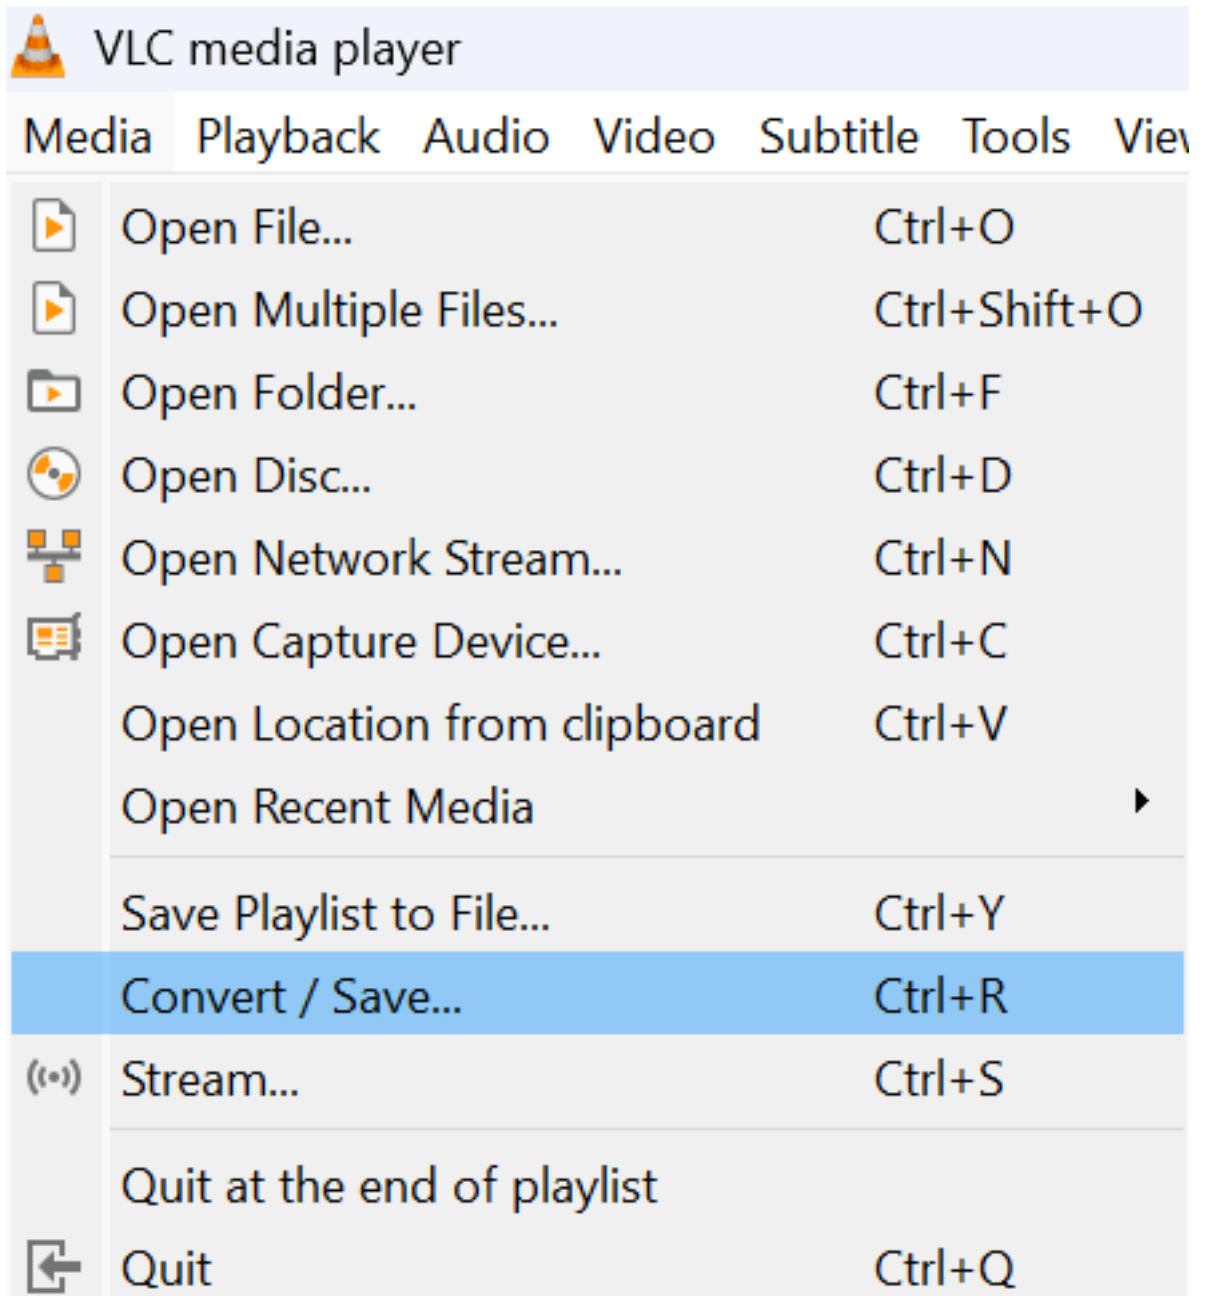 VLC media player
Media Playback Audio Video Subtitle Tools
Open File... Ctrl+O
Open Multiple Files... Ctrl+Shift+O
Open Folder... Ctrl+F
Open Disc... Ctrl+D
Open Network Stream... Ctrl+N
Open Capture Device... Ctrl+C
Open Location from clipboard Ctrl+V
Open Recent Media
Save Playlist to File... Ctrl+Y
Convert / Save... Ctrl+R
Stream... Ctrl+S
Quit at the end of playlist
Quit Ctrl+Q